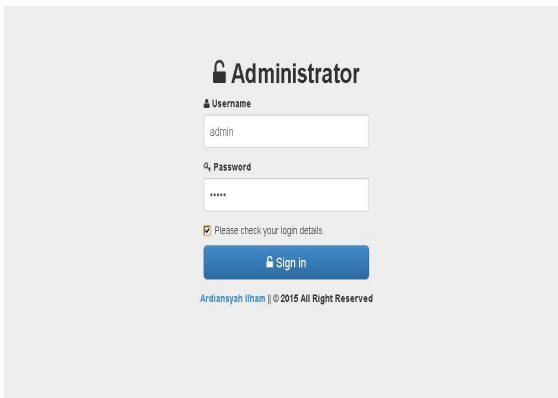 Administrator
Username
admin
Password
•••••
Please check your login details.
Sign in
Ardiansyah Ilham || © 2015 All Right Reserved